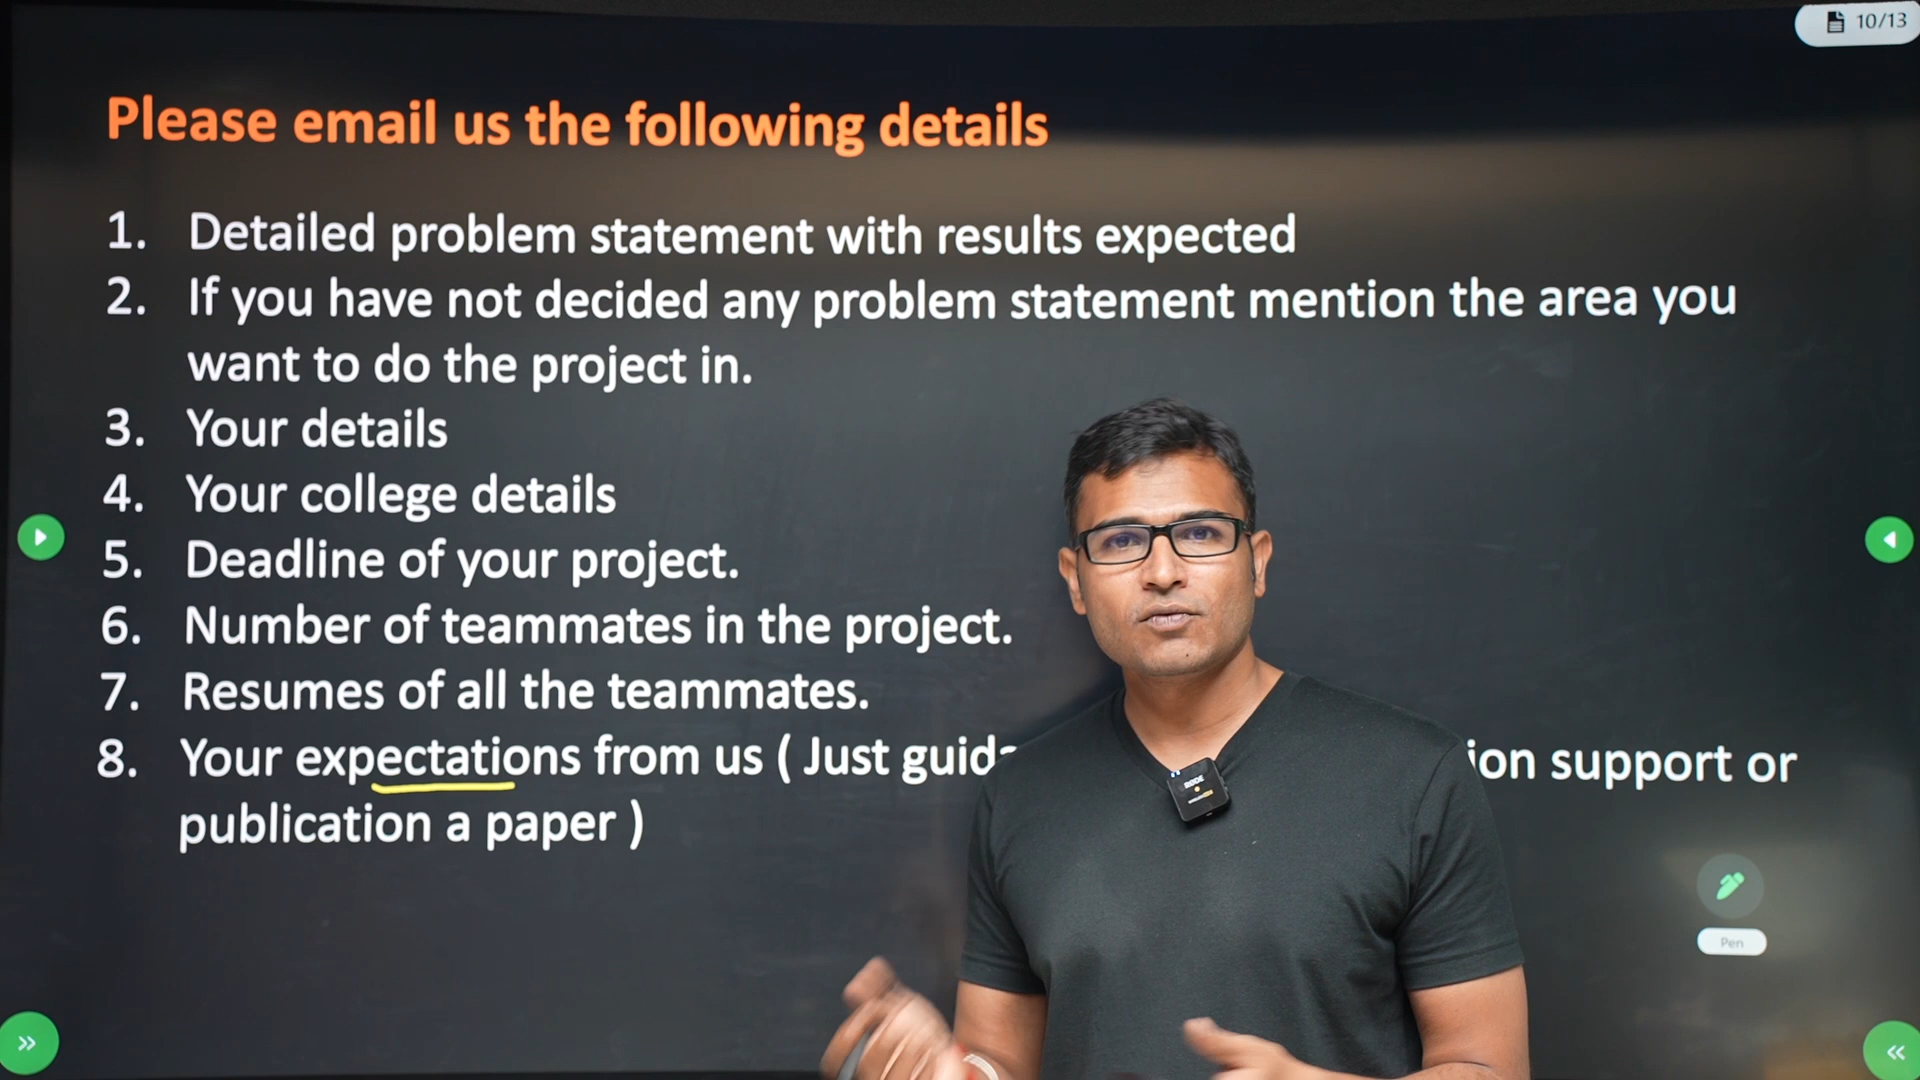 10/13
Please email us the following details
1. Detailed problem statement with results expected
2. If you have not decided any problem statement mention the area you
want to do the project in.
3. Your details
4. Your college details
5. Deadline of your project.
6. Number of teammates in the project.
7. Resumes of all the teammates.
8. Your expectations from us ( Just support or
publication a paper )
RØDE
Pen